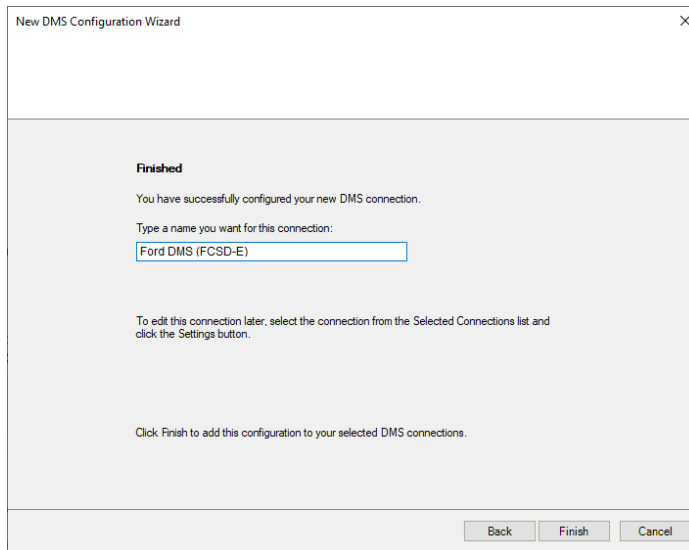 New DMS Configuration Wizard
Finished
You have successfully configured your new DMS connection.
Type a name you want for this connection:
Ford DMS (FCSD-E)
To edit this connection later, select the connection from the Selected Connections list and
click the Settings button.
Click Finish to add this configuration to your selected DMS connections.
Back
Finish
Cancel